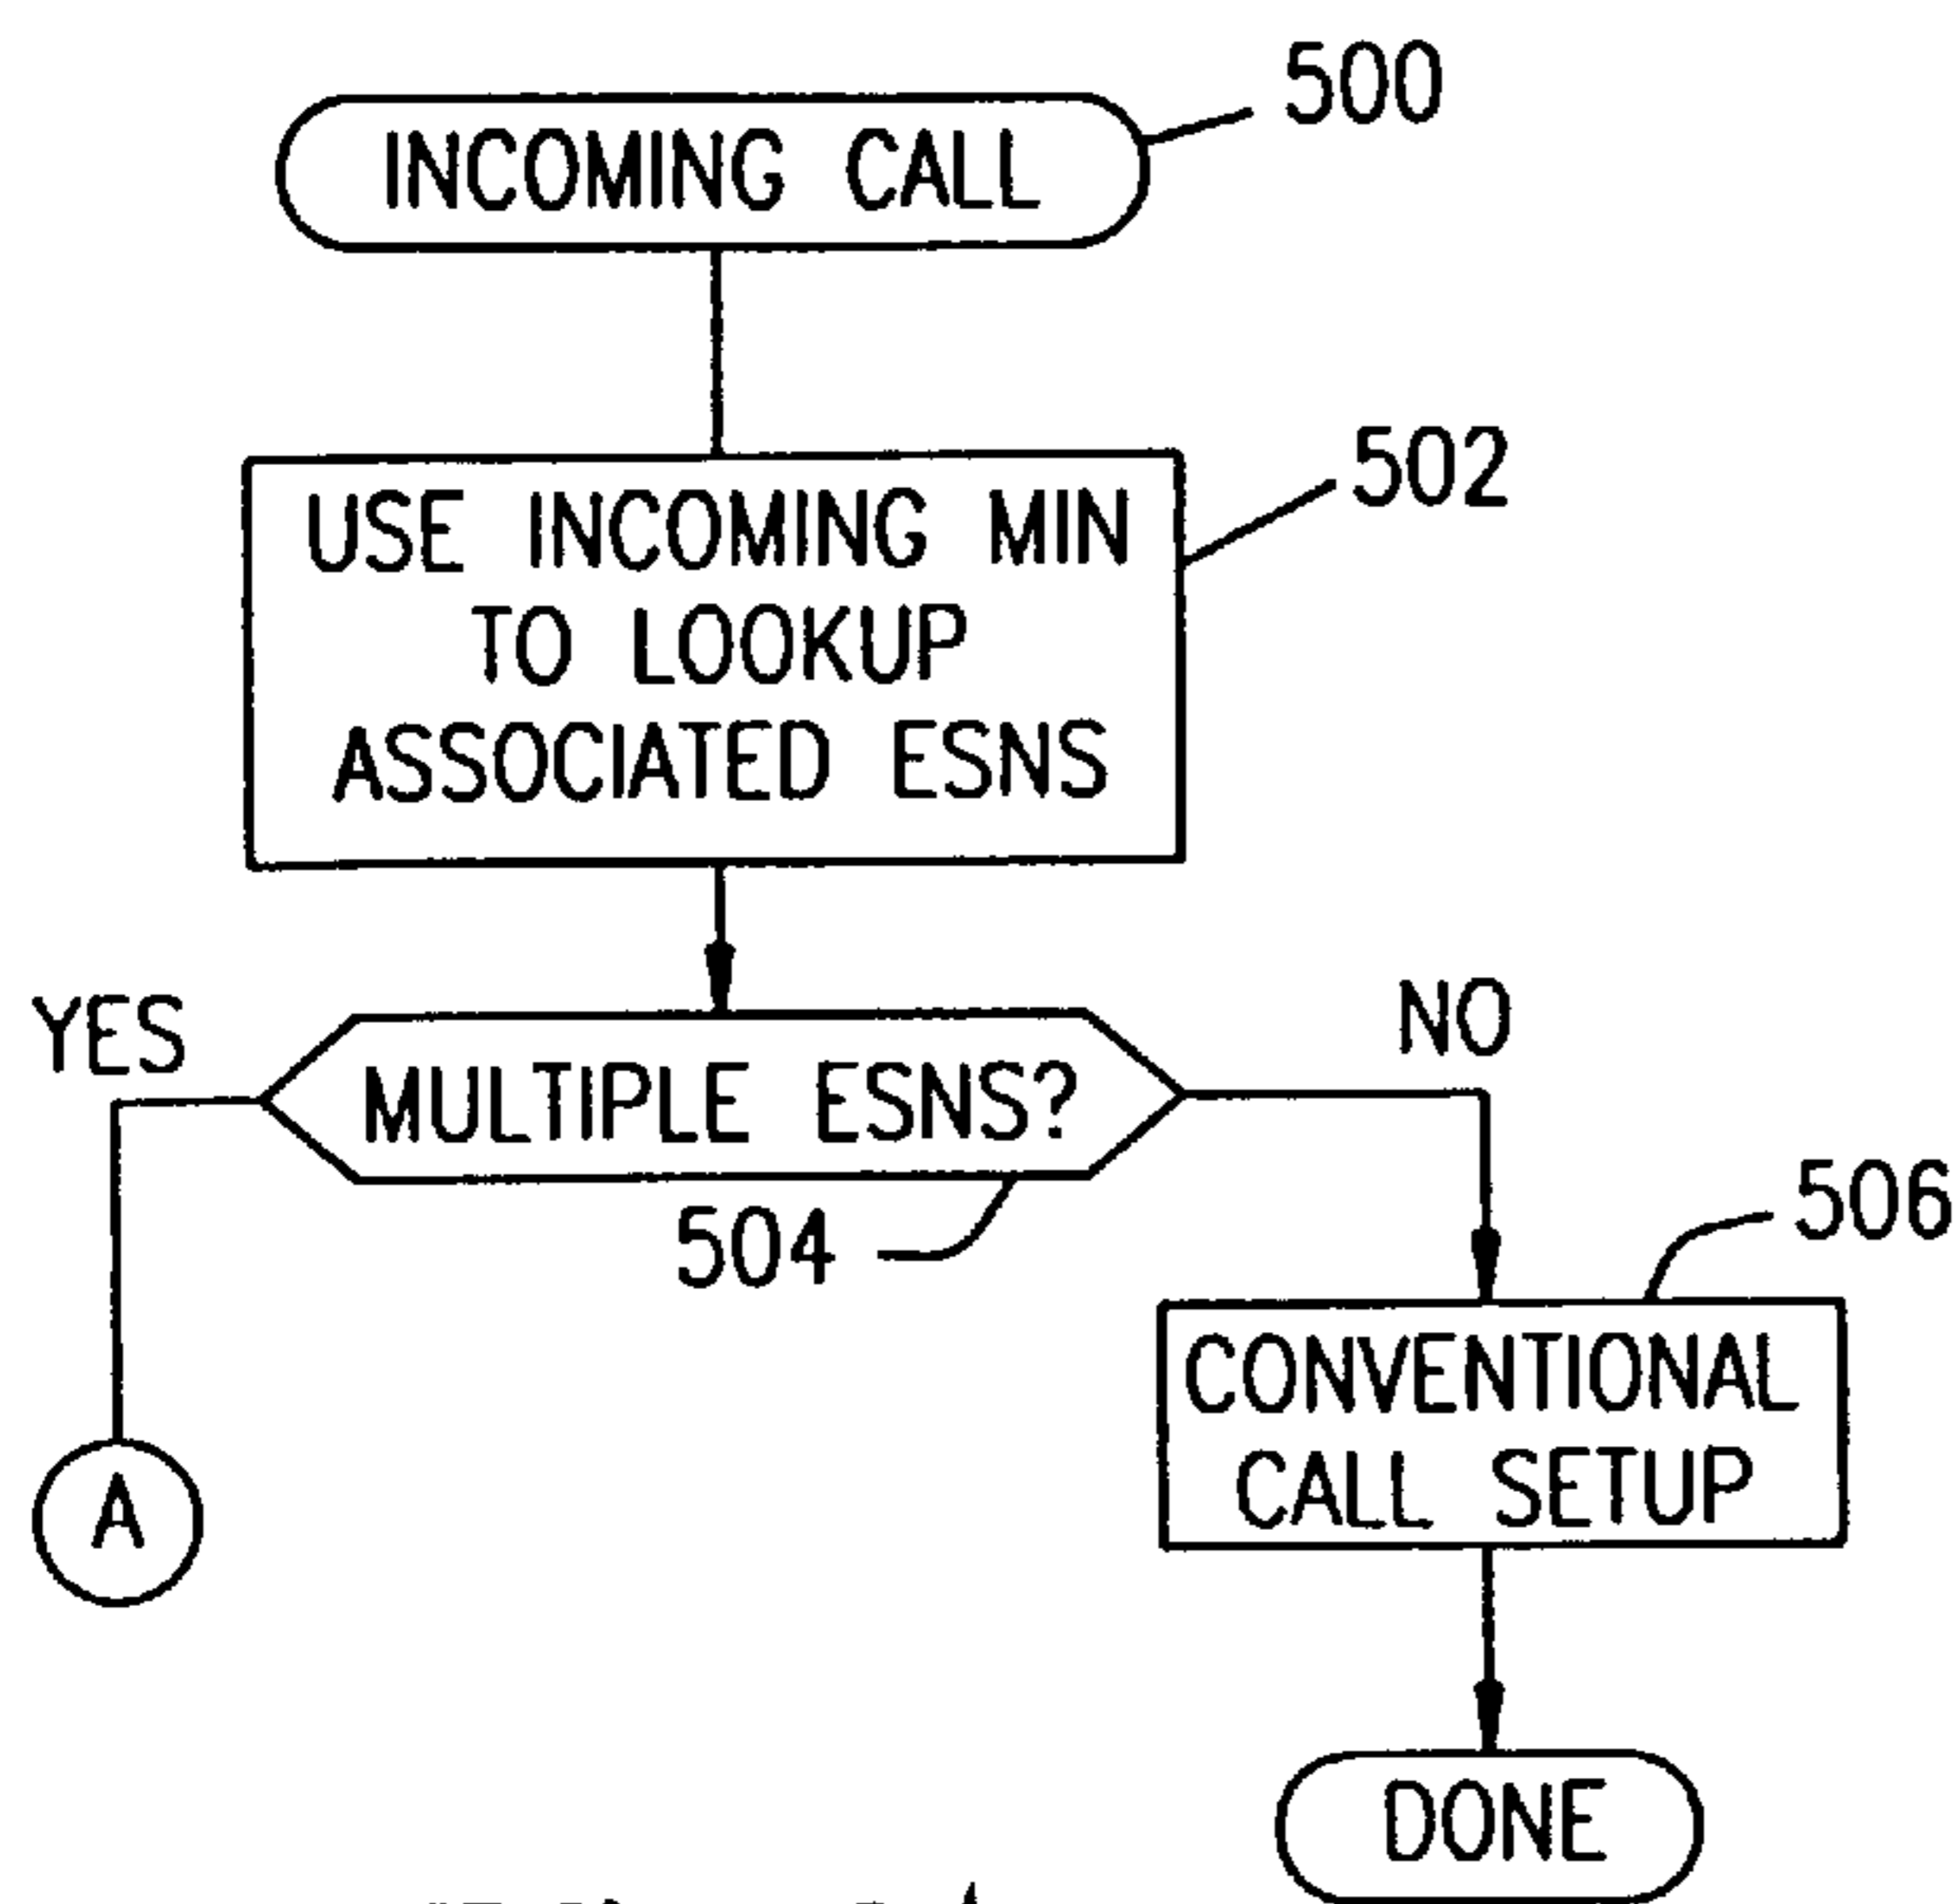 INCOMING CALL
500
USE INCOMING MIN
TO LOOKUP
ASSOCIATED ESNS
502
YES
MULTIPLE ESNS?
NO
504
506
CONVENTIONAL
CALL SETUP
A
DONE